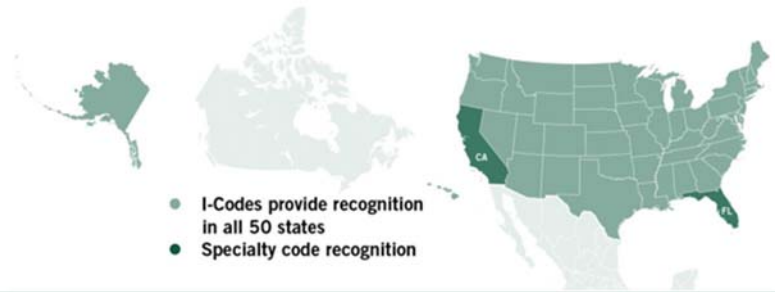 CA
FL
I-Codes provide recognition
in all 50 states
Specialty code recognition